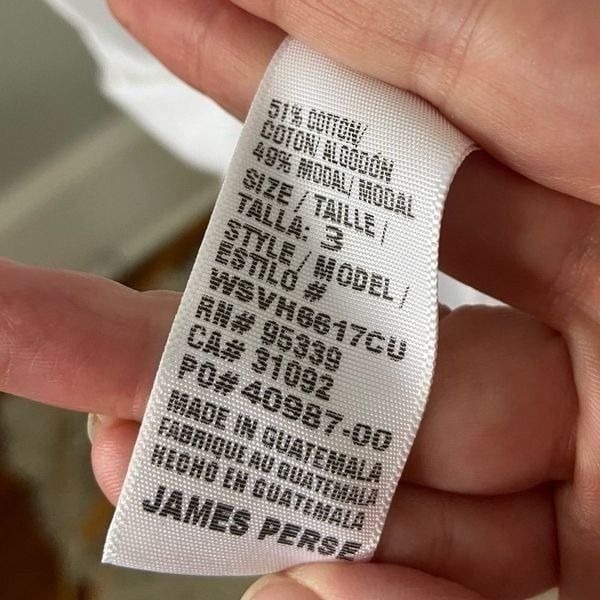 51% COTTON/
COTON/ ALGODÓN
49% MODAL/ MODAL
SIZE / TAILLE /
TALLA: 3
STYLE / MODEL /
ESTILO #
WSVH6617CU
RN# 95339
CA# 31092
PO# 40987-00
MADE IN GUATEMALA
FABRIQUE AU GUATEMALA
HECHO EN GUATEMALA
JAMES PERSE